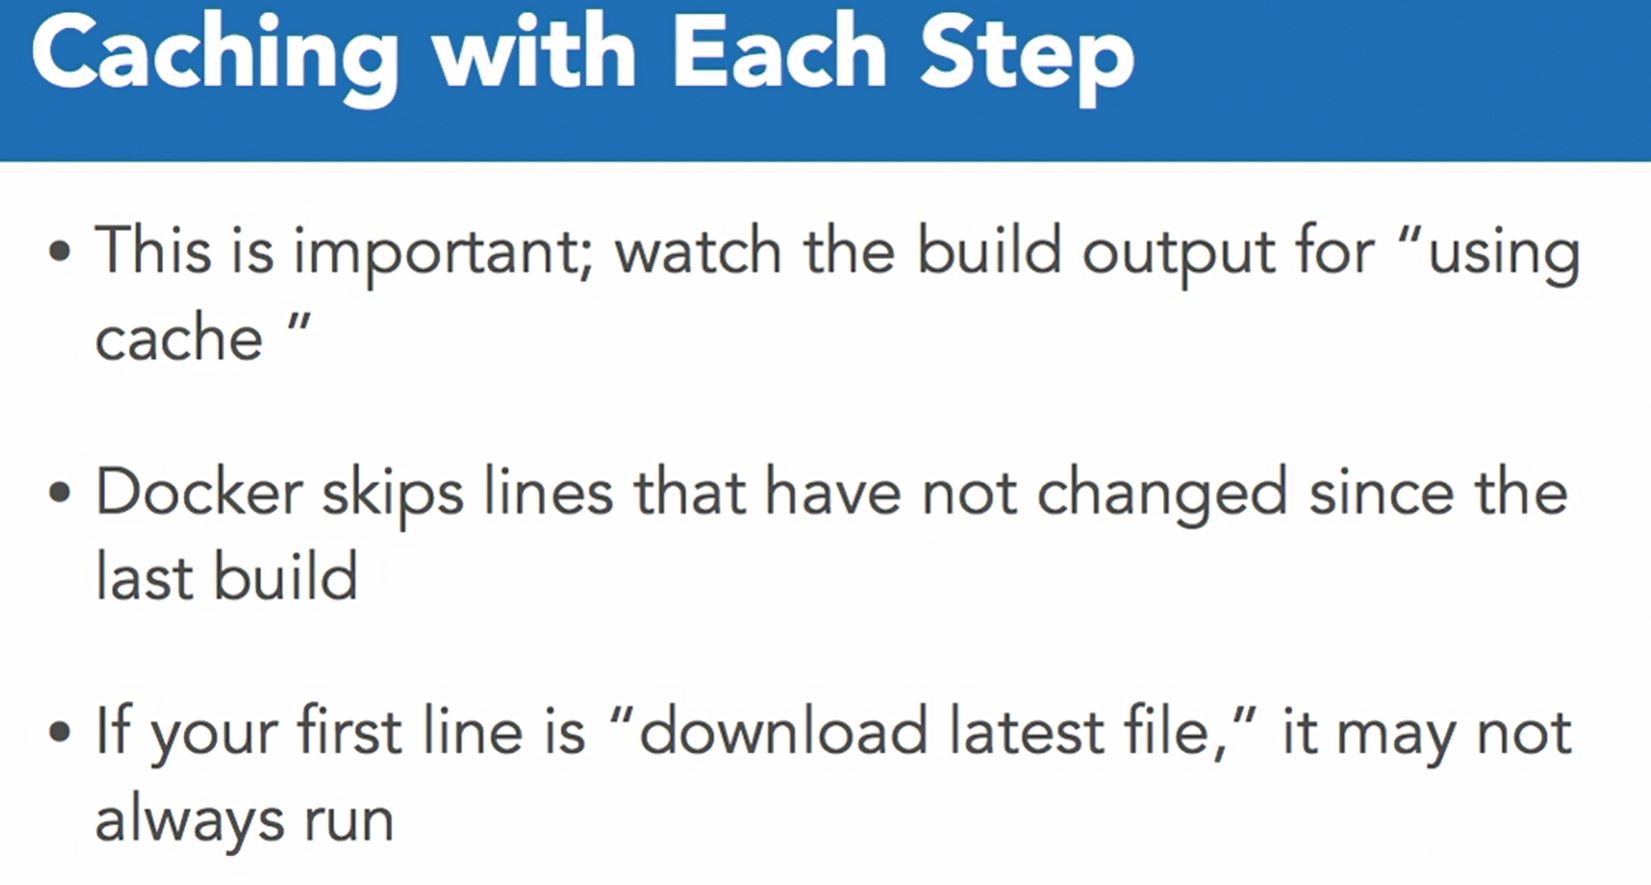 Caching with Each Step
• This is important; watch the build output for “using
cache ”
• Docker skips lines that have not changed since the
last build
• If your first line is “download latest file,” it may not
always run